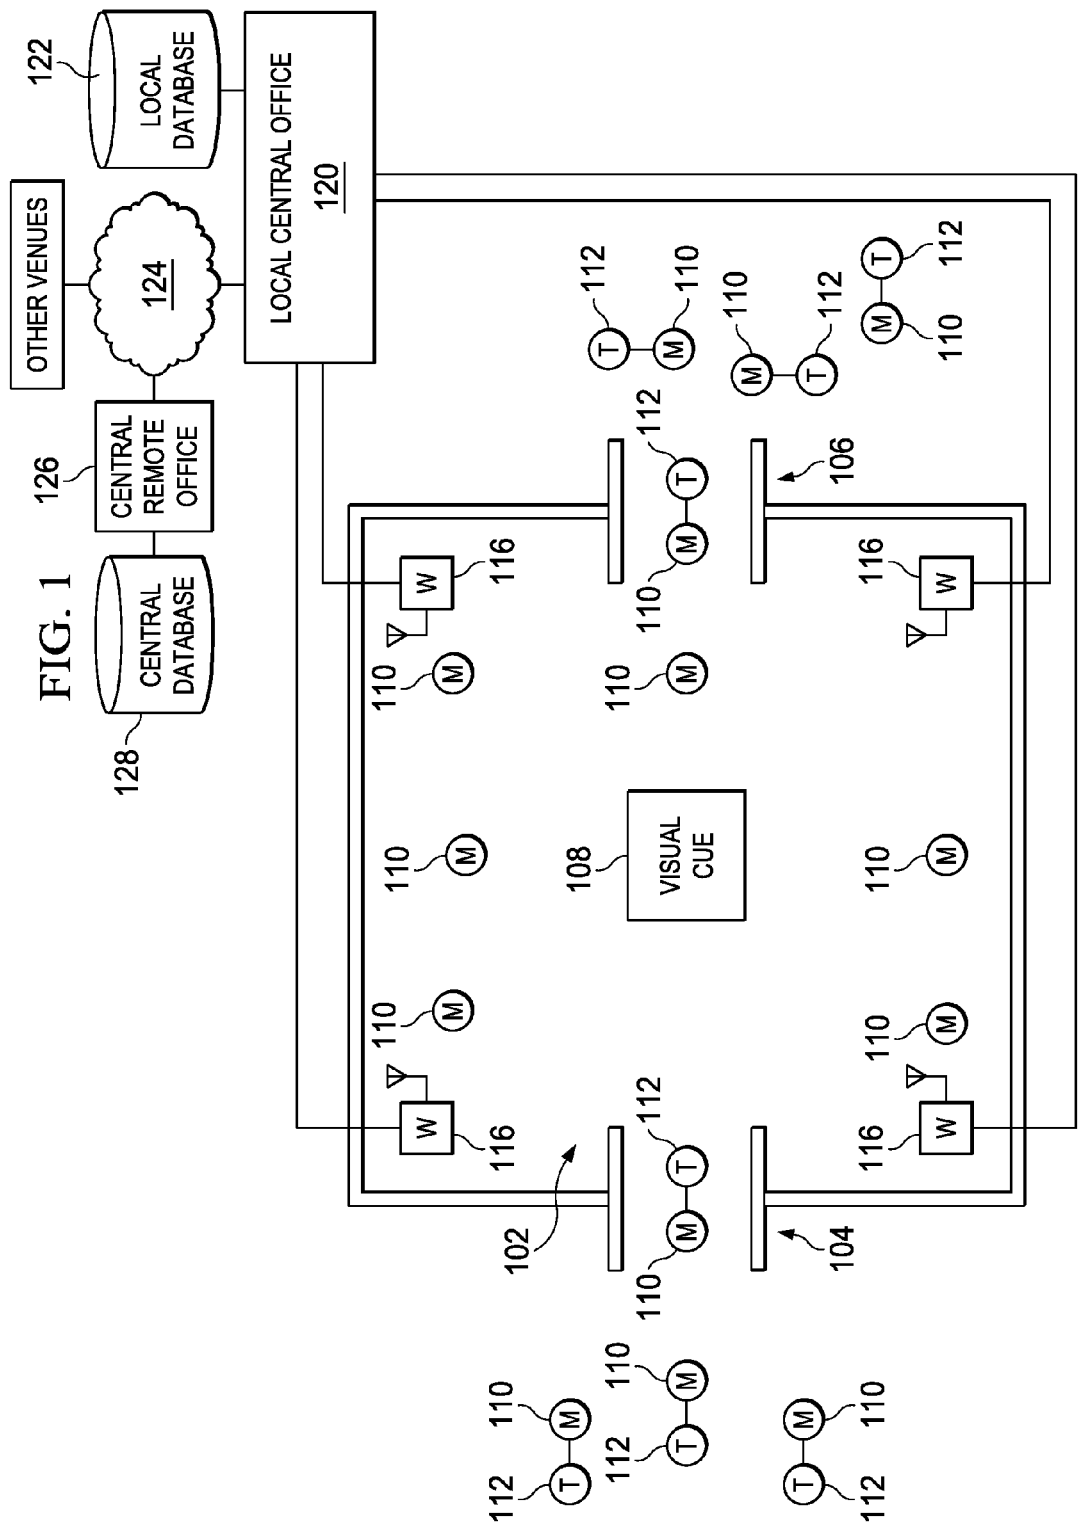 FIG. 1
OTHER VENUES
122
126
128
CENTRAL
DATABASE
CENTRAL
REMOTE
OFFICE
124
LOCAL
DATABASE
LOCAL CENTRAL OFFICE
120
110
110
110
W
M
M
M
W
116
116
112
110
T
M
102
108
VISUAL
CUE
112
T
M
110
112
110
T
M
110
112
M
T
110
M
110
112
M
T
110
M
T
112
112
110
M
T
112
110
T
M
104
106
112
110
116
110
110
116
W
M
M
W